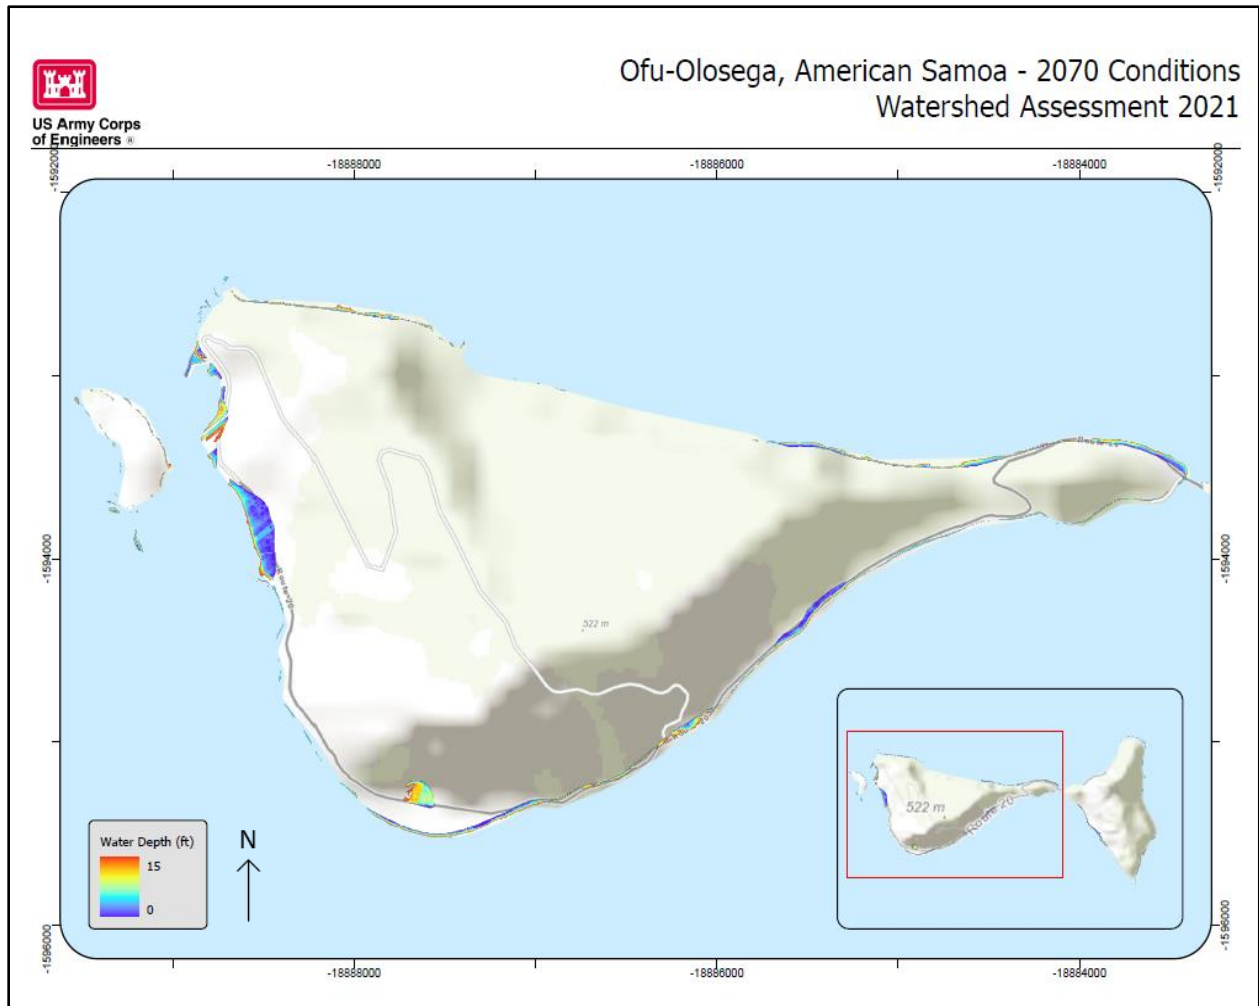 Ofu-Olosega, American Samoa - 2070 Conditions
Watershed Assessment 2021
US Army Corps
of Engineers ®
-18888000
-18886000
-18884000
-1592000
-1592000
-1594000
-1594000
Route 20
522 m
522 m
Route 20
Water Depth (ft)
15
0
N
-1596000
-1596000
-18888000
-18886000
-18884000